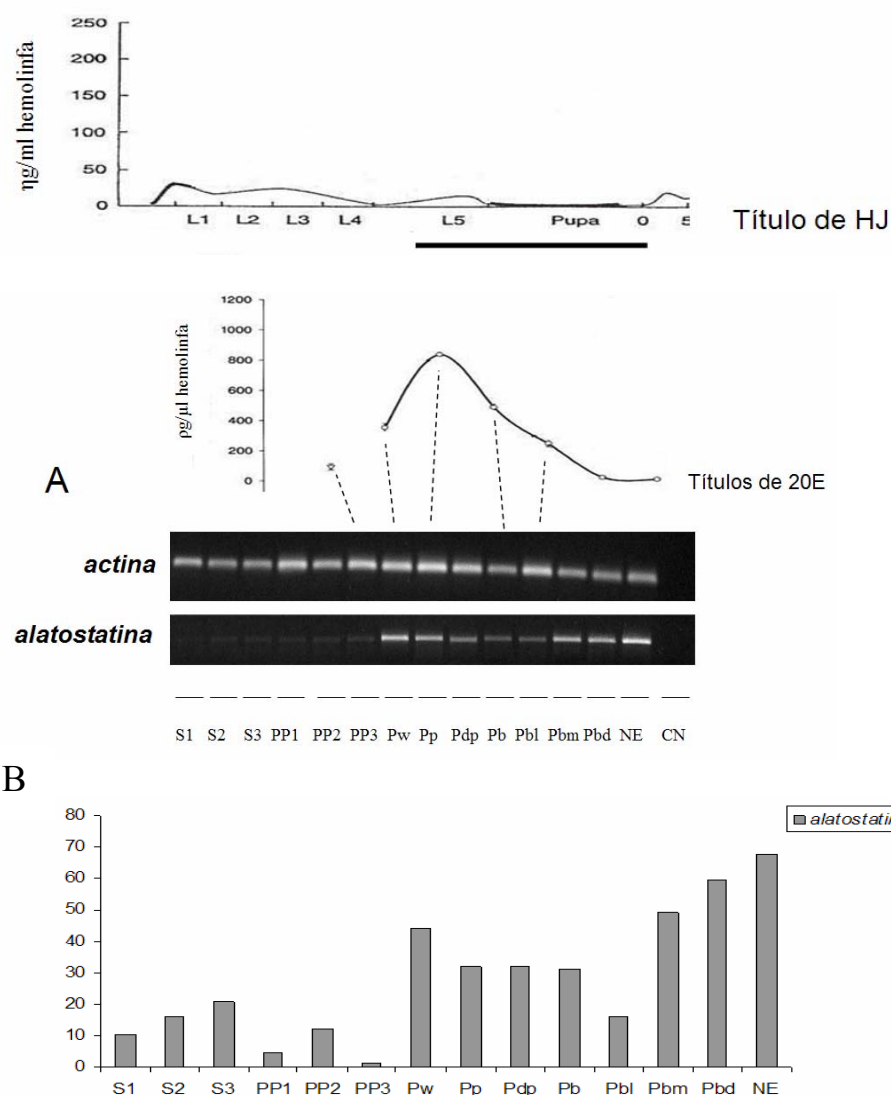 250
200
150
100
50
0
ηg/ml hemolinfa
L1 L2 L3 L4 L5 Pupa 0 5
Título de HJ
1200
1000
800
600
400
200
0
ρg/μl hemolinfa
A
Títulos de 20E
actina
alatostatina
S1 S2 S3 PP1 PP2 PP3 Pw Pp Pdp Pb Pbl Pbm Pbd NE CN
B
80
70
60
50
40
30
20
10
0
alatostatin
S1 S2 S3 PP1 PP2 PP3 Pw Pp Pdp Pb Pbl Pbm Pbd NE